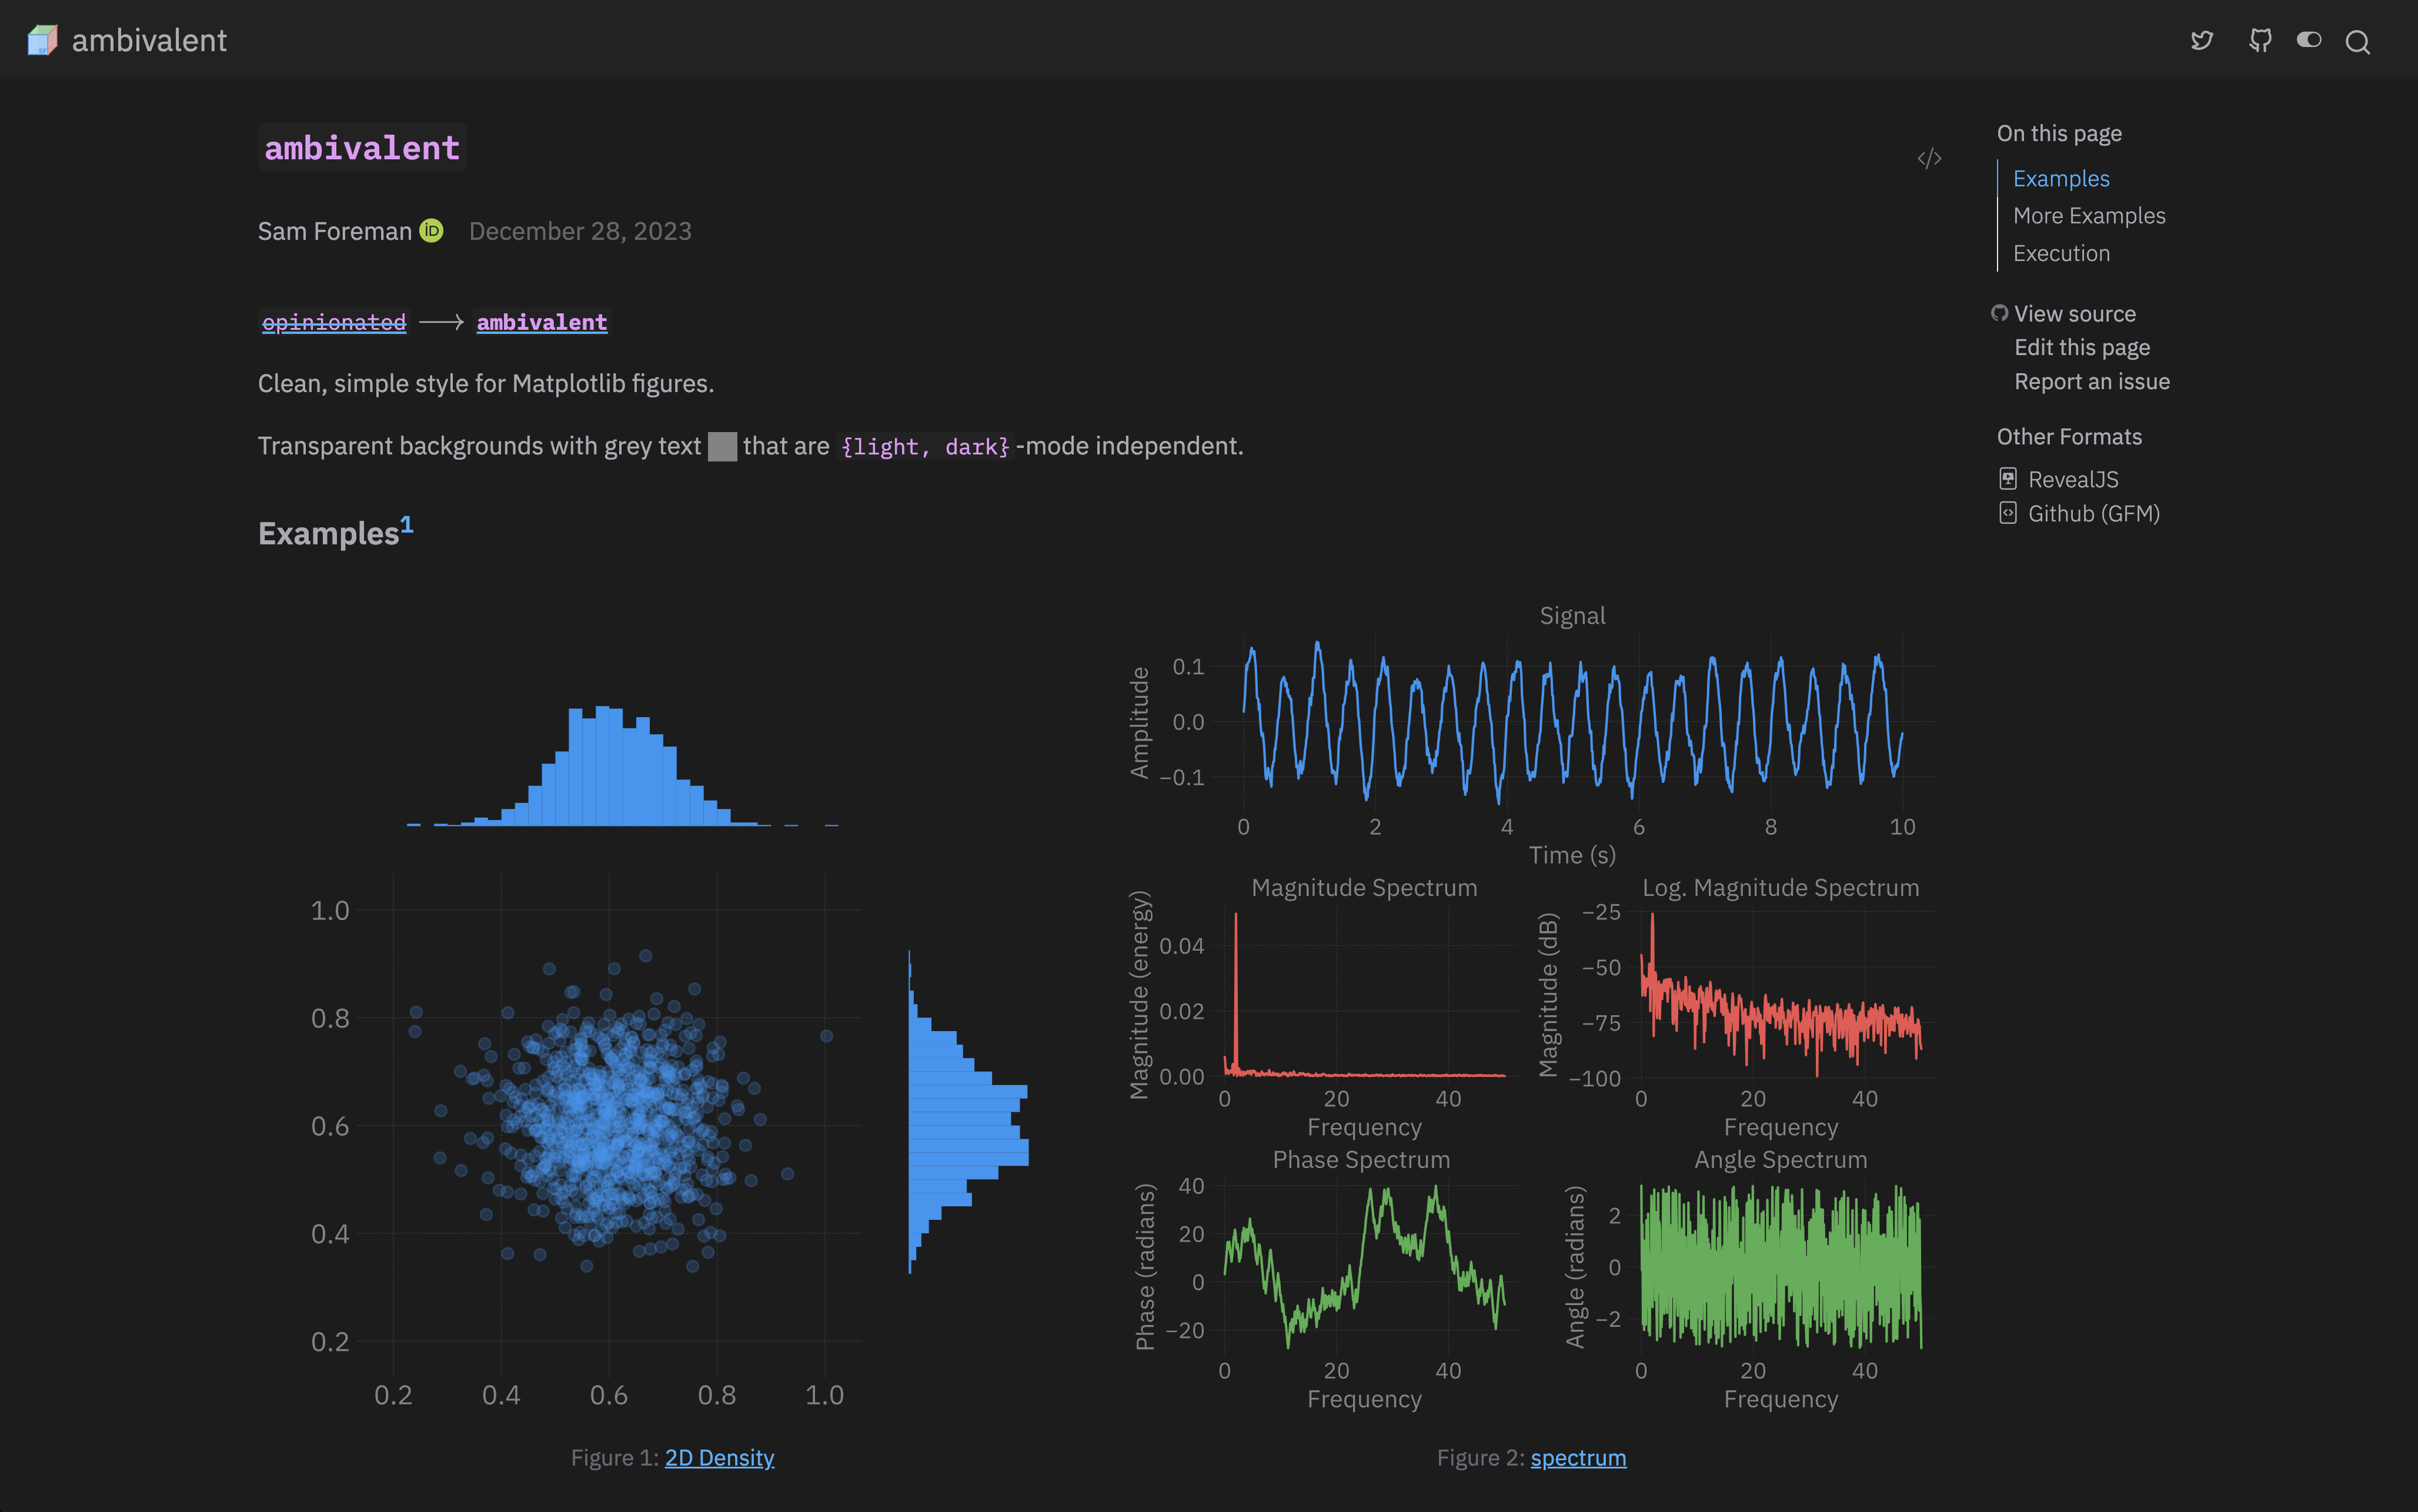 ambivalent
ambivalent
Sam Foreman iD December 28, 2023
opinionated ⟶ ambivalent
Clean, simple style for Matplotlib figures.
Transparent backgrounds with grey text that are {light, dark}-mode independent.
Examples1
On this page
Examples
More Examples
Execution
View source
Edit this page
Report an issue
Other Formats
RevealJS
Github (GFM)
1.0
0.8
0.6
0.4
0.2
0.2 0.4 0.6 0.8 1.0
Figure 1: 2D Density
Signal
Amplitude
0.1
0.0
−0.1
0 2 4 6 8 10
Time (s)
Magnitude Spectrum
Magnitude (energy)
0.04
0.02
0.00
0 20 40
Frequency
Log. Magnitude Spectrum
Magnitude (dB)
−25
−50
−75
−100
0 20 40
Frequency
Phase Spectrum
Phase (radians)
40
20
0
−20
0 20 40
Frequency
Angle Spectrum
Angle (radians)
2
0
−2
0 20 40
Frequency
Figure 2: spectrum